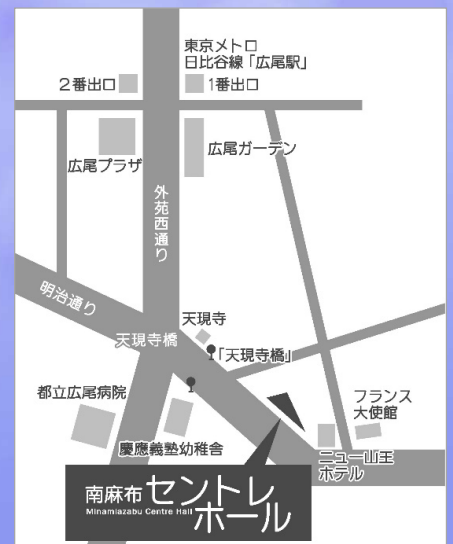 東京メトロ
日比谷線「広尾駅」
2番出口
1番出口
広尾プラザ
広尾ガーデン
外苑西通り
明治通り
天現寺
天現寺橋
「天現寺橋」
都立広尾病院
フランス
大使館
慶應義塾幼稚舎
ニュー山王
ホテル
南麻布セントレ
Minamiazabu Centre Hall
ホール